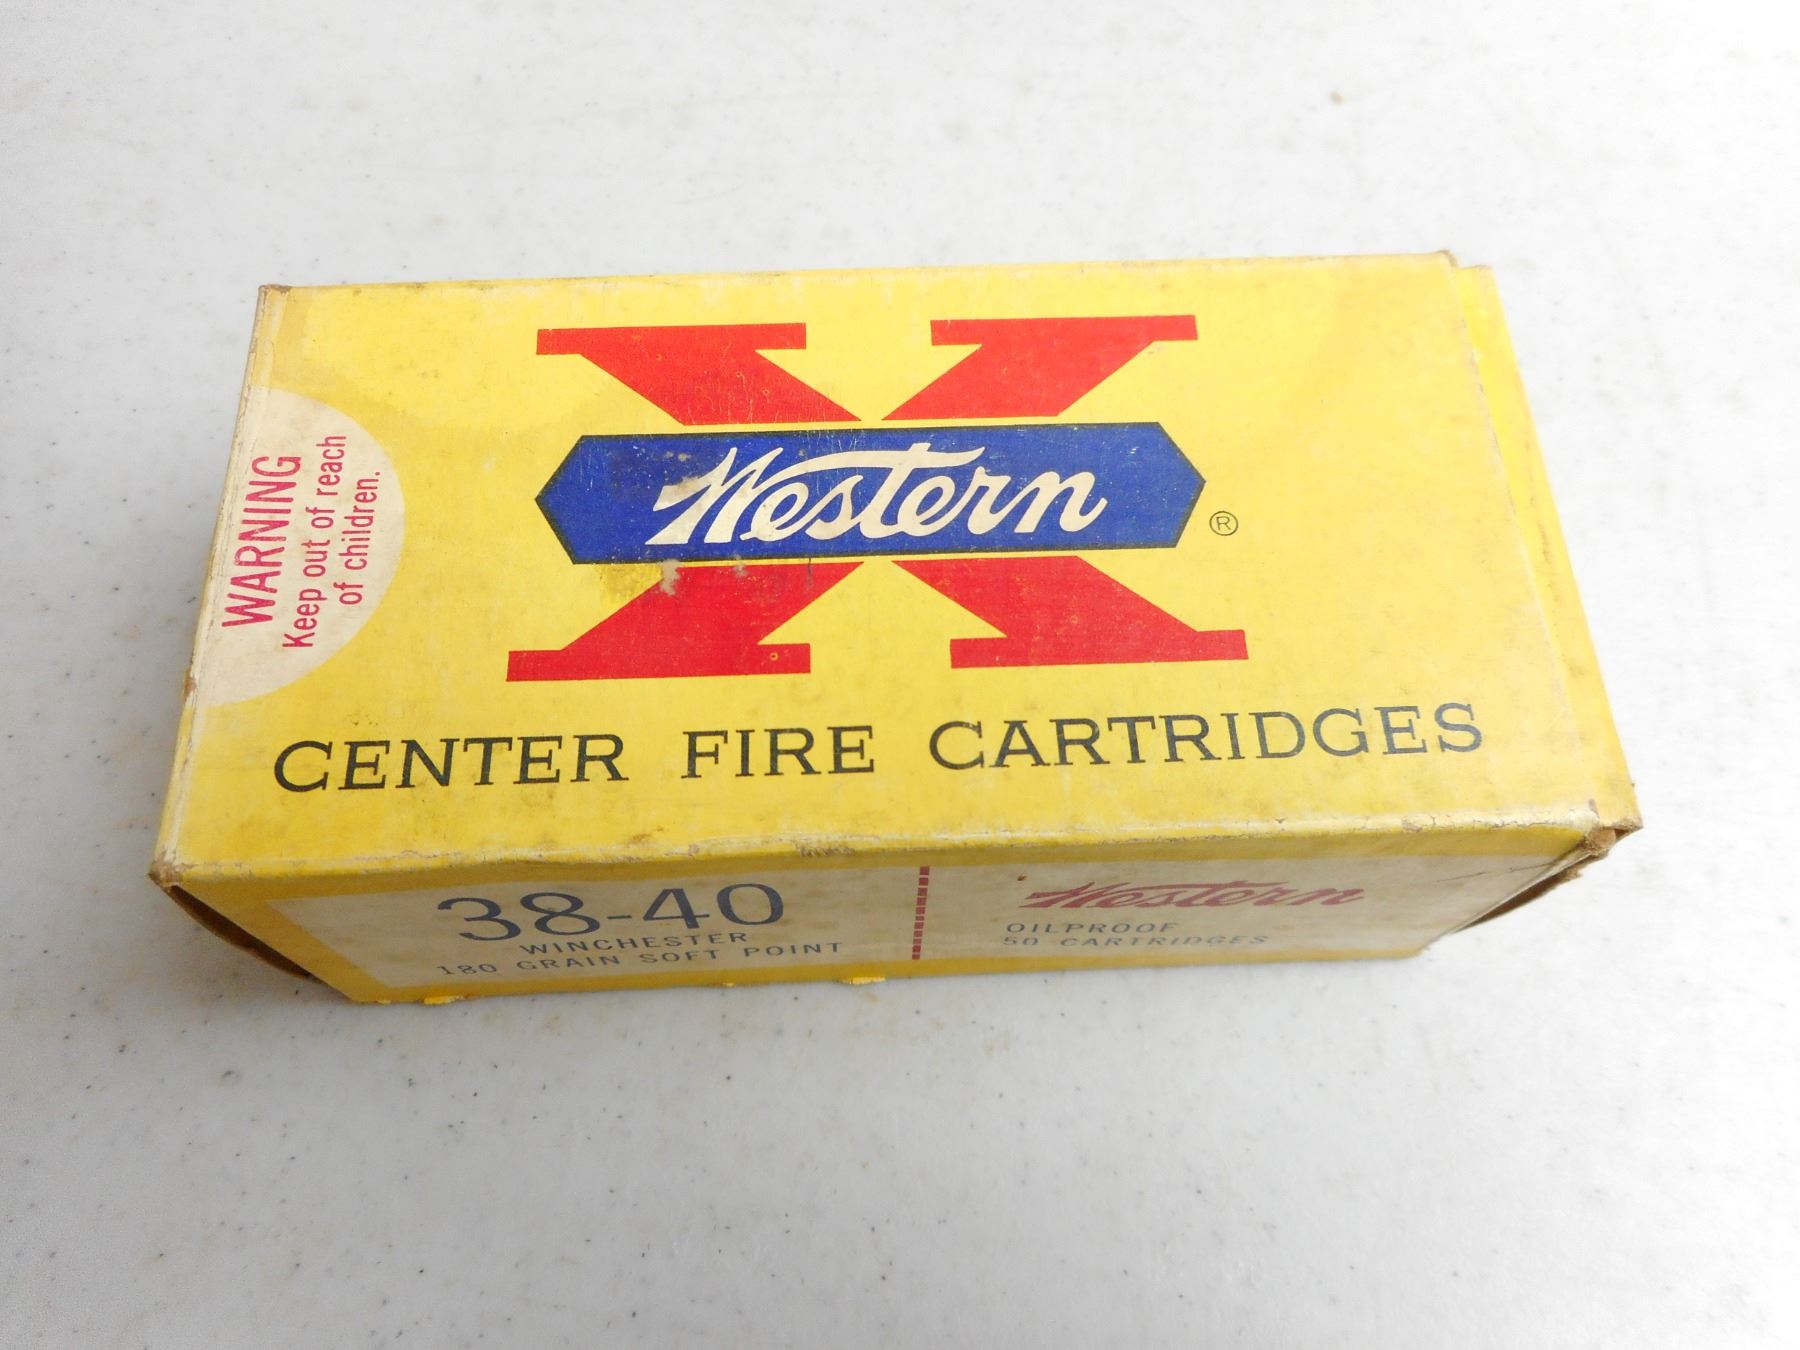 WARNING
Keep out of reach
of children.
X
Western
®
CENTER FIRE CARTRIDGES
38-40
WINCHESTER
180 GRAIN SOFT POINT
Western
OILPROOF
50 CARTRIDGES